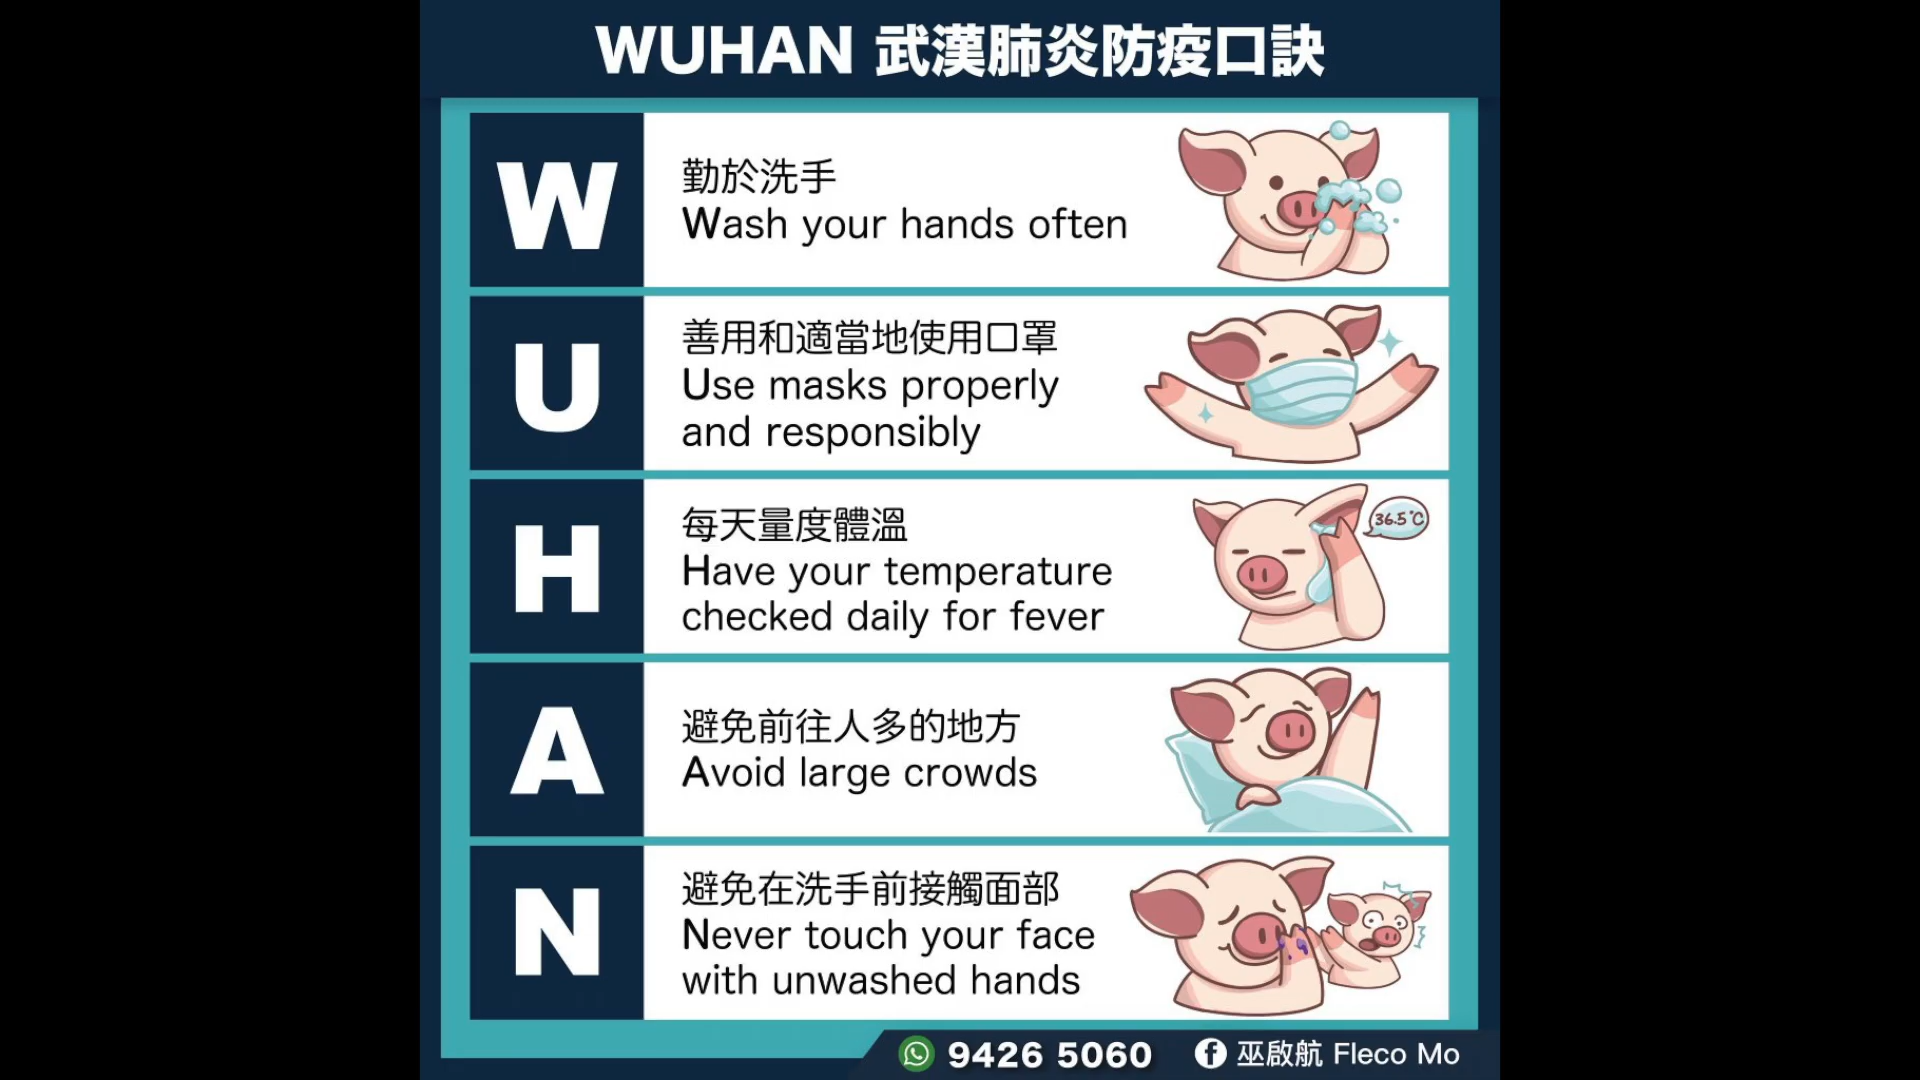 WUHAN 武漢肺炎防疫口訣
W
勤於洗手
Wash your hands often
U
善用和適當地使用口罩
Use masks properly
and responsibly
H
每天量度體溫
Have your temperature
checked daily for fever
36.5°C
A
避免前往人多的地方
Avoid large crowds
N
避免在洗手前接觸面部
Never touch your face
with unwashed hands
9426 5060 巫啟航 Fleco Mo